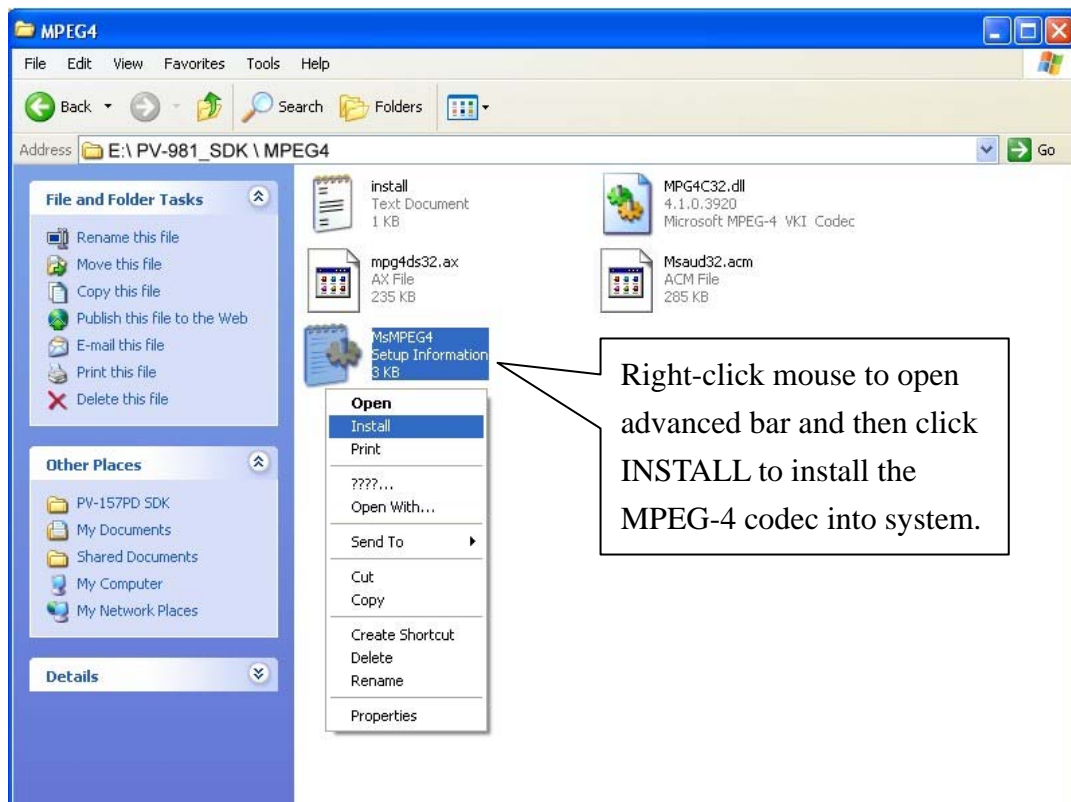 MPEG4
File Edit View Favorites Tools Help
Back Search Folders
Address E:\ PV-981_SDK \ MPEG4 Go
File and Folder Tasks
Rename this file
Move this file
Copy this file
Publish this file to the Web
E-mail this file
Print this file
Delete this file
Other Places
PV-157PD SDK
My Documents
Shared Documents
My Computer
My Network Places
Details
install
Text Document
1 KB
MPG4C32.dll
4.1.0.3920
Microsoft MPEG-4 VKI Codec
mpg4ds32.ax
AX File
235 KB
Msaud32.acm
ACM File
285 KB
MsMPEG4
Setup Information
3 KB
Open
Install
Print
????...
Open With...
Send To
Cut
Copy
Create Shortcut
Delete
Rename
Properties
Right-click mouse to open
advanced bar and then click
INSTALL to install the
MPEG-4 codec into system.